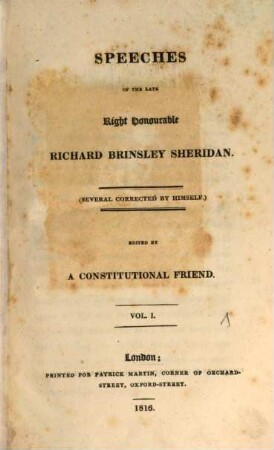 SPEECHES
OF THE LATE
Right Honourable
RICHARD BRINSLEY SHERIDAN.
(SEVERAL CORRECTED BY HIMSELF.)
EDITED BY
A CONSTITUTIONAL FRIEND.
VOL. I.
1
London;
PRINTED FOR PATRICK MARTIN, CORNER OF ORCHARD-
STREET, OXFORD-STREET.
1816.